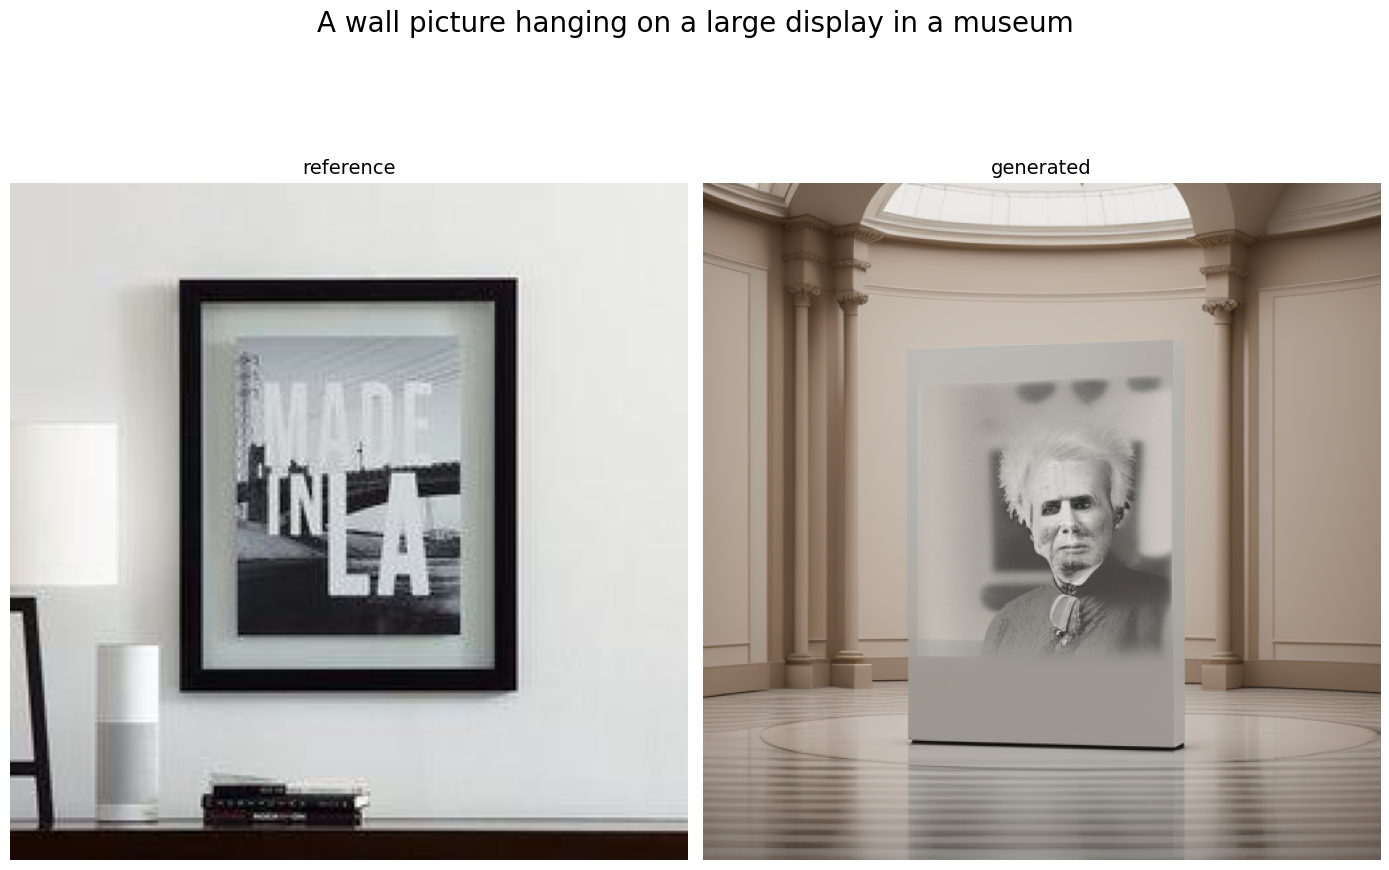 A wall picture hanging on a large display in a museum
reference
generated
MADE
IN LA